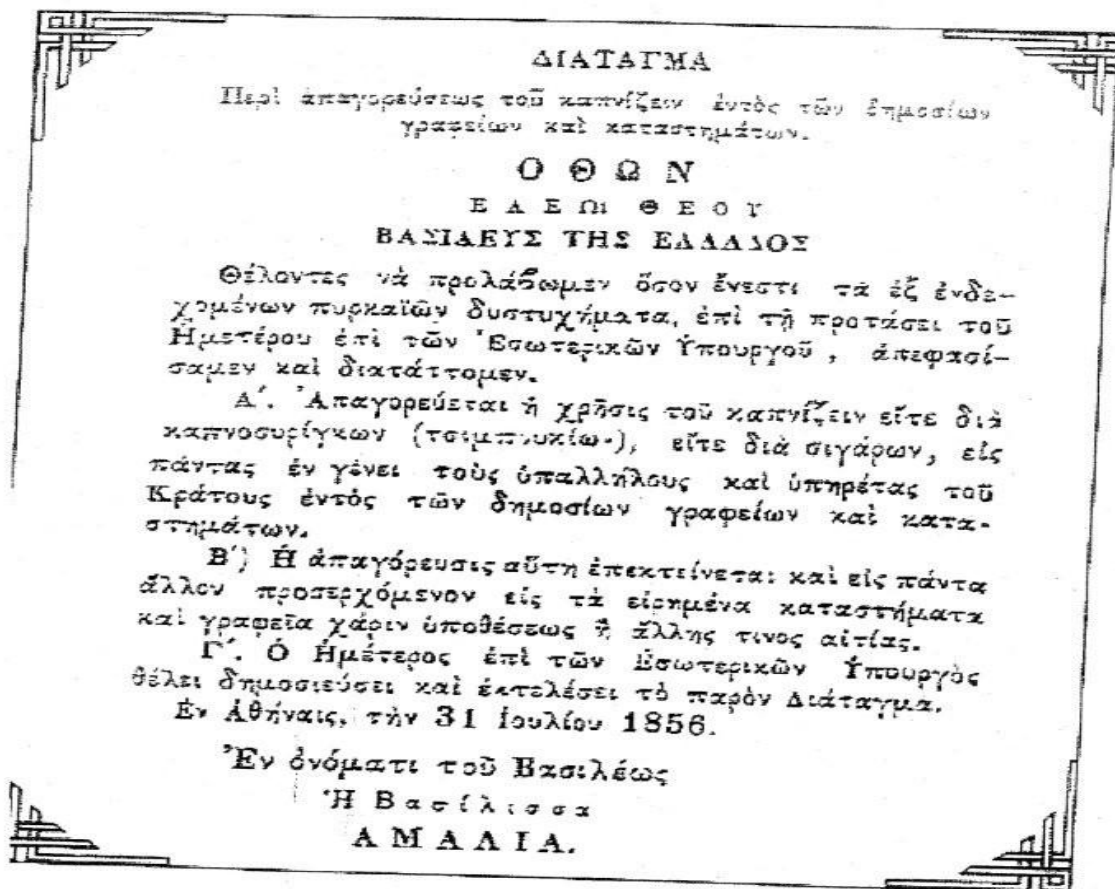 ΔΙΑΤΑΓΜΑ
Περὶ ἀπαγορεύσεως τοῦ καπνίζειν ἐντὸς τῶν δημοσίων
γραφείων καὶ καταστημάτων.
ΟΘΩΝ
ΕΛΕΩι ΘΕΟΥ
ΒΑΣΙΛΕΥΣ ΤΗΣ ΕΛΛΑΔΟΣ
Θέλοντες νὰ προλάβωμεν ὅσον ἔνεστι τὰ ἐξ ἐνδε-
χομένων πυρκαϊῶν δυστυχήματα, ἐπὶ τῇ προτάσει τοῦ
Ἡμετέρου ἐπὶ τῶν Ἐσωτερικῶν Ὑπουργοῦ, ἀπεφασί-
σαμεν καὶ διατάττομεν.
Α΄. Ἀπαγορεύεται ἡ χρῆσις τοῦ καπνίζειν εἴτε διὰ
καπνοσυρίγκων (τσιμπουκίω-), εἴτε διὰ σιγάρων, εἰς
πάντας ἐν γένει τοὺς ὑπαλλήλους καὶ ὑπηρέτας τοῦ
Κράτους ἐντὸς τῶν δημοσίων γραφείων καὶ κατα-
στημάτων.
Β΄) Ἡ ἀπαγόρευσις αὕτη ἐπεκτείνεται καὶ εἰς πάντα
ἄλλον προσερχόμενον εἰς τὰ εἰρημένα καταστήματα
καὶ γραφεῖα χάριν ὑποθέσεως ἢ ἄλλης τινος αἰτίας.
Γ΄. Ὁ Ἡμέτερος ἐπὶ τῶν Ἐσωτερικῶν Ὑπουργὸς
θέλει δημοσιεύσει καὶ ἐκτελέσει τὸ παρὸν Διάταγμα.
Ἐν Ἀθήναις, τὴν 31 Ἰουλίου 1856.
Ἐν ὀνόματι τοῦ Βασιλέως
Ἡ Βασίλισσα
ΑΜΑΛΙΑ.